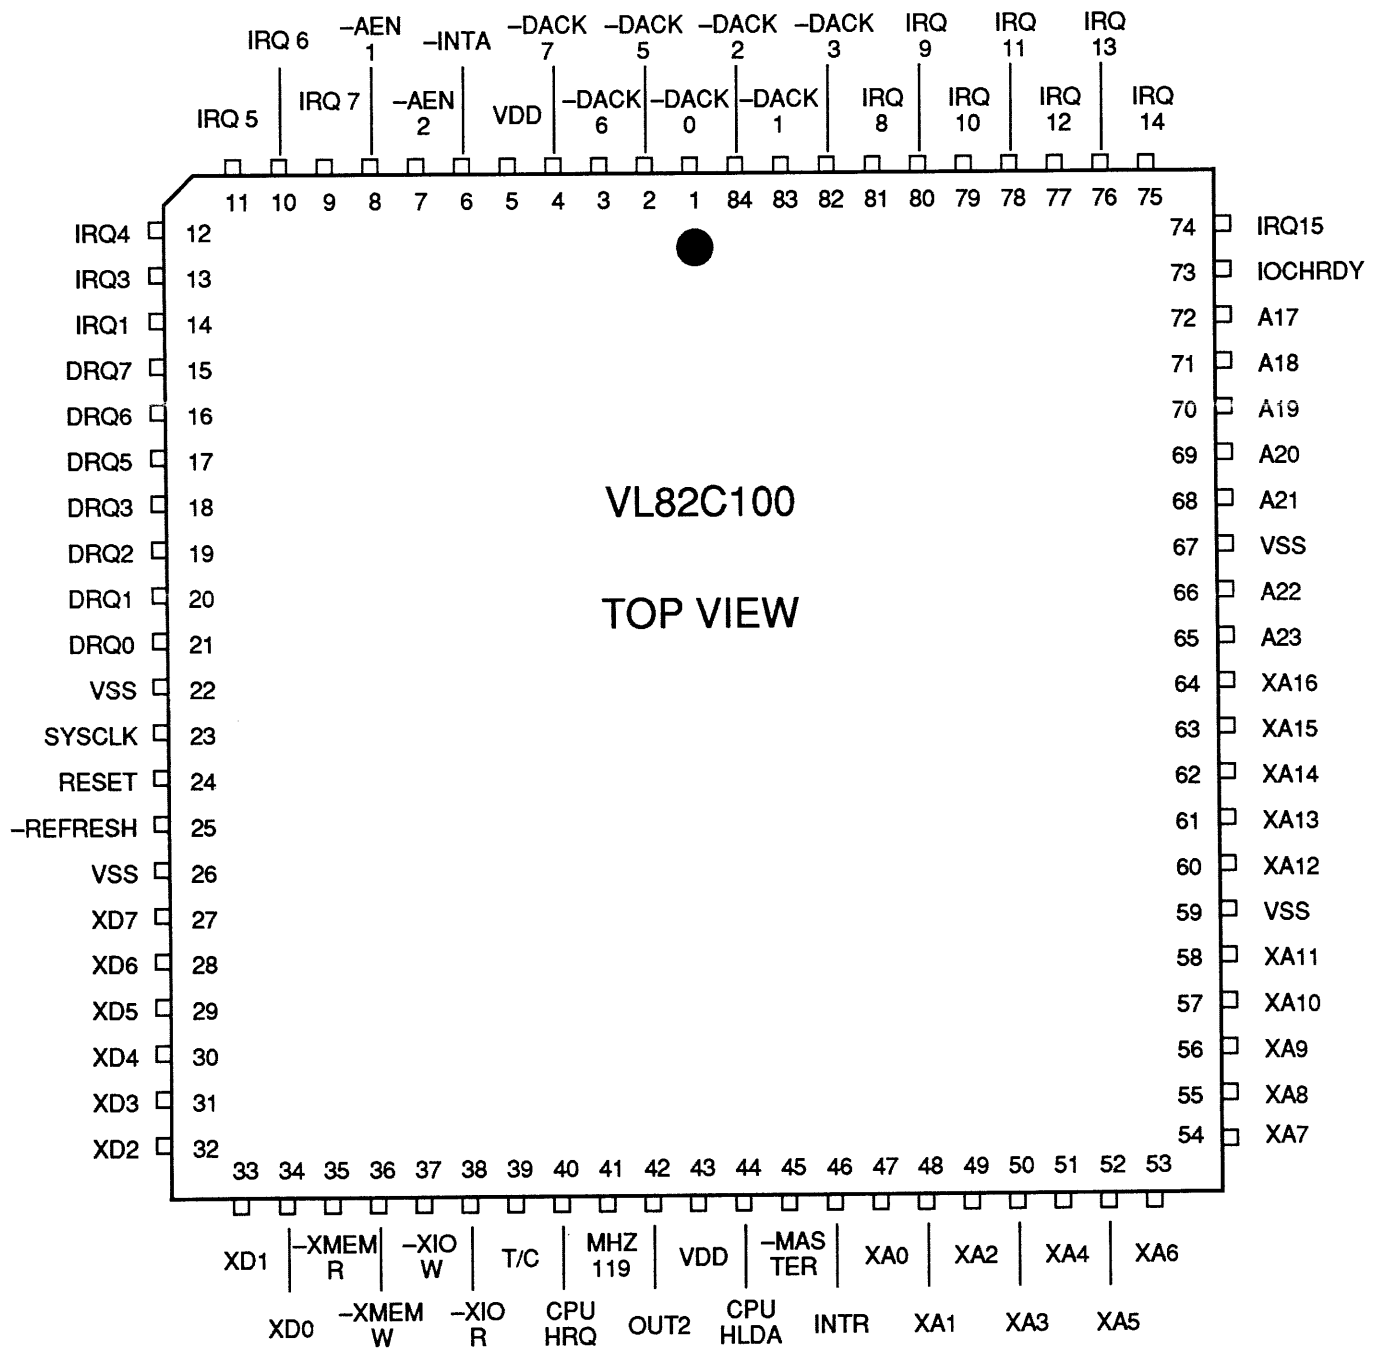 IRQ 6 –AEN 1 –INTA –DACK 7 –DACK 5 –DACK 2 –DACK 3 IRQ 9 IRQ 11 IRQ 13
IRQ 5 IRQ 7 –AEN 2 VDD –DACK 6 –DACK 0 –DACK 1 IRQ 8 IRQ 10 IRQ 12 IRQ 14
11 10 9 8 7 6 5 4 3 2 1 84 83 82 81 80 79 78 77 76 75
IRQ4 12 74 IRQ15
IRQ3 13 73 IOCHRDY
IRQ1 14 72 A17
DRQ7 15 71 A18
DRQ6 16 70 A19
DRQ5 17 69 A20
DRQ3 18 VL82C100 68 A21
DRQ2 19 67 VSS
DRQ1 20 TOP VIEW 66 A22
DRQ0 21 65 A23
VSS 22 64 XA16
SYSCLK 23 63 XA15
RESET 24 62 XA14
–REFRESH 25 61 XA13
VSS 26 60 XA12
XD7 27 59 VSS
XD6 28 58 XA11
XD5 29 57 XA10
XD4 30 56 XA9
XD3 31 55 XA8
XD2 32 54 XA7
33 34 35 36 37 38 39 40 41 42 43 44 45 46 47 48 49 50 51 52 53
XD1 –XMEM R –XIO W T/C MHZ 119 VDD –MAS TER XA0 XA2 XA4 XA6
XD0 –XMEM W –XIO R CPU HRQ OUT2 CPU HLDA INTR XA1 XA3 XA5